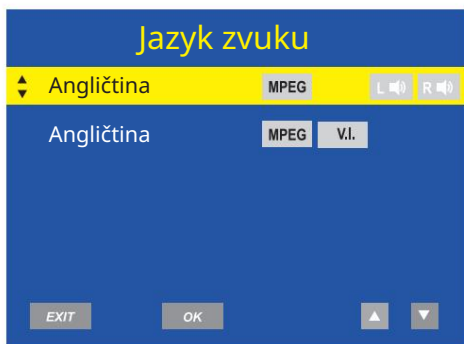 Jazyk zvuku
Angličtina MPEG L R
Angličtina MPEG V.I.
EXIT OK